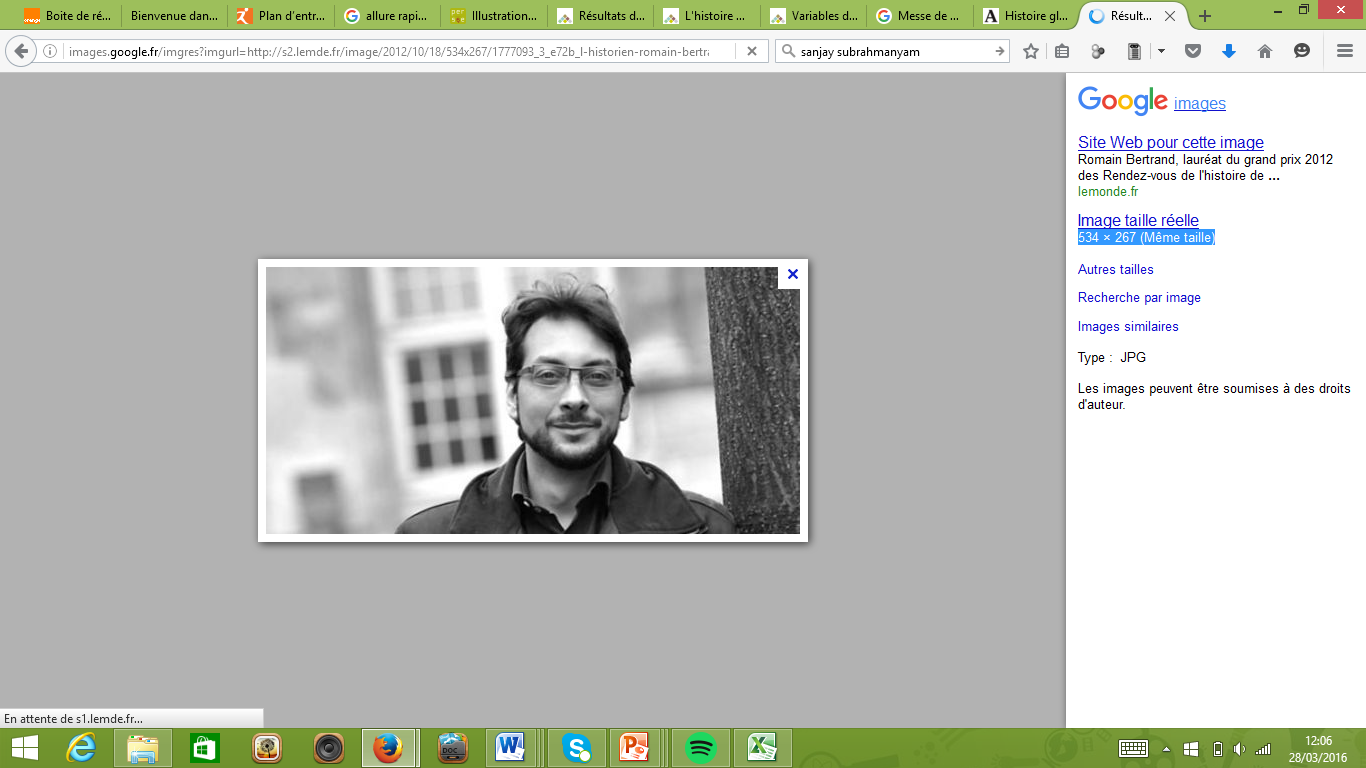 Boite de ré...
Bienvenue dan...
Plan d'entr...
allure rapi...
Illustration...
Résultats d...
L'histoire ...
Variables d...
Messe de ...
Histoire gl...
Résult...
images.google.fr/imgres?imgurl=http://s2.lemde.fr/image/2012/10/18/534x267/1777093_3_e72b_l-historien-romain-bertr
sanjay subrahmanyam
Google images
Site Web pour cette image
Romain Bertrand, lauréat du grand prix 2012
des Rendez-vous de l'histoire de ...
lemonde.fr
Image taille réelle
534 × 267 (Même taille)
Autres tailles
Recherche par image
Images similaires
Type : JPG
Les images peuvent être soumises à des droits
d'auteur.
En attente de s1.lemde.fr...
DOC
12:06
28/03/2016